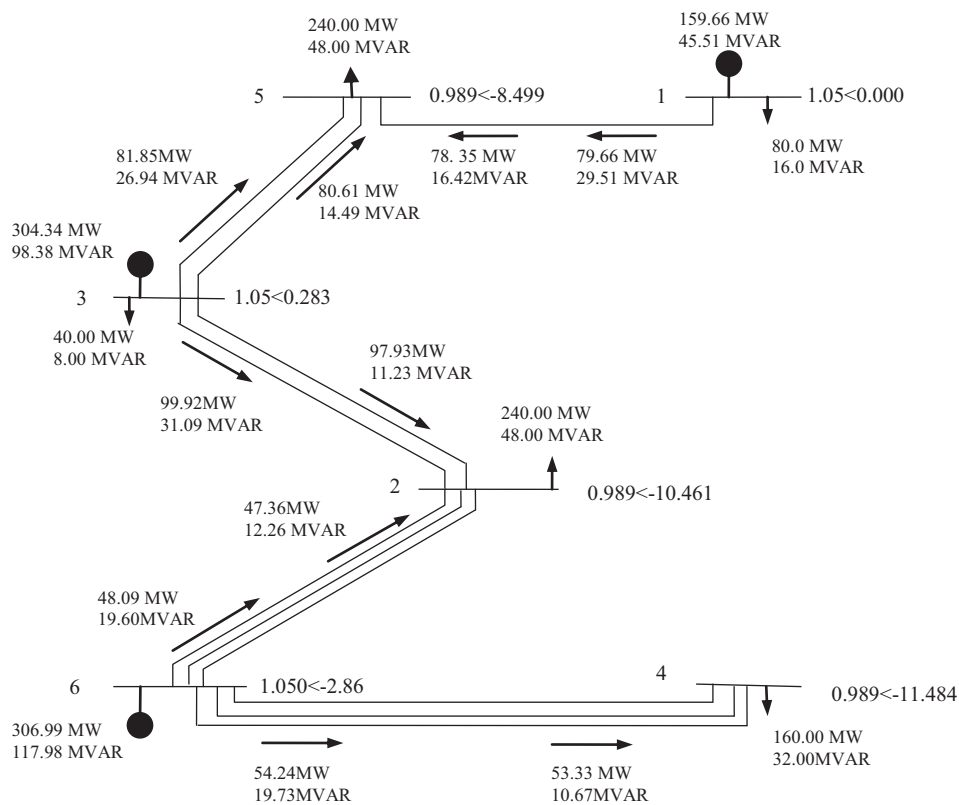 240.00 MW
48.00 MVAR
159.66 MW
45.51 MVAR
5
0.989<-8.499
1
1.05<0.000
80.0 MW
16.0 MVAR
78. 35 MW
16.42MVAR
79.66 MW
29.51 MVAR
81.85MW
26.94 MVAR
80.61 MW
14.49 MVAR
304.34 MW
98.38 MVAR
3
1.05<0.283
40.00 MW
8.00 MVAR
97.93MW
11.23 MVAR
99.92MW
31.09 MVAR
240.00 MW
48.00 MVAR
2
0.989<-10.461
47.36MW
12.26 MVAR
48.09 MW
19.60MVAR
6
1.050<-2.86
4
0.989<-11.484
306.99 MW
117.98 MVAR
160.00 MW
32.00MVAR
54.24MW
19.73MVAR
53.33 MW
10.67MVAR